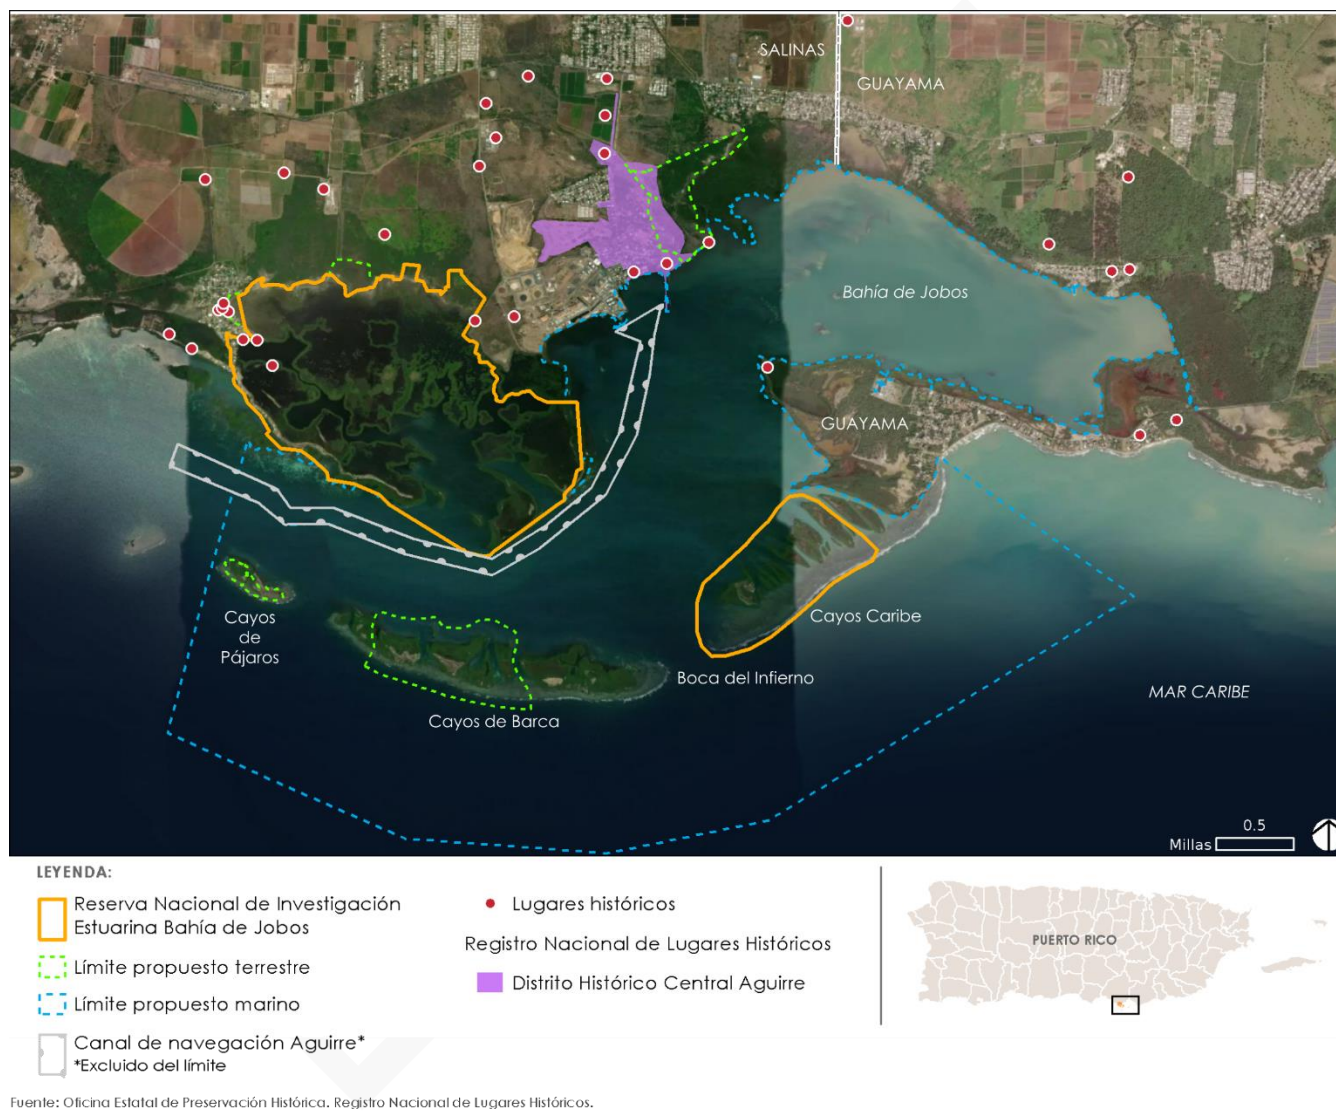 SALINAS
GUAYAMA
Bahía de Jobos
GUAYAMA
Cayos
de
Pájaros
Cayos Caribe
Boca del Infierno
Cayos de Barca
MAR CARIBE
0.5
Millas
LEYENDA:
Reserva Nacional de Investigación
Estuarina Bahía de Jobos
Límite propuesto terrestre
Límite propuesto marino
Canal de navegación Aguirre*
*Excluido del límite
Lugares históricos
Registro Nacional de Lugares Históricos
Distrito Histórico Central Aguirre
PUERTO RICO
Fuente: Oficina Estatal de Preservación Histórica. Registro Nacional de Lugares Históricos.